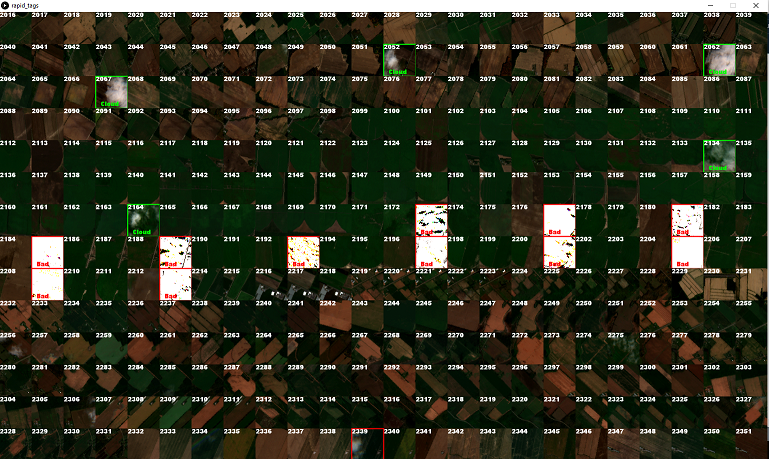 rapid_tags
2016 2017 2018 2019 2020 2021 2022 2023 2024 2025 2026 2027 2028 2029 2030 2031 2032 2033 2034 2035 2036 2037 2038 2039
2040 2041 2042 2043 2044 2045 2046 2047 2048 2049 2050 2051 2052 2053 2054 2055 2056 2057 2058 2059 2060 2061 2062 2063
Cloud Cloud
2064 2065 2066 2067 2068 2069 2070 2071 2072 2073 2074 2075 2076 2077 2078 2079 2080 2081 2082 2083 2084 2085 2086 2087
Cloud
2088 2089 2090 2091 2092 2093 2094 2095 2096 2097 2098 2099 2100 2101 2102 2103 2104 2105 2106 2107 2108 2109 2110 2111
2112 2113 2114 2115 2116 2117 2118 2119 2120 2121 2122 2123 2124 2125 2126 2127 2128 2129 2130 2131 2132 2133 2134 2135
Cloud
2136 2137 2138 2139 2140 2141 2142 2143 2144 2145 2146 2147 2148 2149 2150 2151 2152 2153 2154 2155 2156 2157 2158 2159
2160 2161 2162 2163 2164 2165 2166 2167 2168 2169 2170 2171 2172 2174 2175 2176 2178 2179 2180 2182 2183
Cloud Bad Bad Bad
2184 2186 2187 2188 2190 2191 2192 2194 2195 2196 2198 2199 2200 2202 2203 2204 2206 2207
Bad Bad Bad Bad Bad Bad
2208 2210 2211 2212 2214 2215 2216 2217 2218 2219 2220 2221 2222 2223 2224 2225 2226 2227 2228 2229 2230 2231
Bad Bad
2232 2233 2234 2235 2236 2237 2238 2239 2240 2241 2242 2243 2244 2245 2246 2247 2248 2249 2250 2251 2252 2253 2254 2255
2256 2257 2258 2259 2260 2261 2262 2263 2264 2265 2266 2267 2268 2269 2270 2271 2272 2273 2274 2275 2276 2277 2278 2279
2280 2281 2282 2283 2284 2285 2286 2287 2288 2289 2290 2291 2292 2293 2294 2295 2296 2297 2298 2299 2300 2301 2302 2303
2304 2305 2306 2307 2308 2309 2310 2311 2312 2313 2314 2315 2316 2317 2318 2319 2320 2321 2322 2323 2324 2325 2326 2327
2328 2329 2330 2331 2332 2333 2334 2335 2336 2337 2338 2339 2340 2341 2342 2343 2344 2345 2346 2347 2348 2349 2350 2351